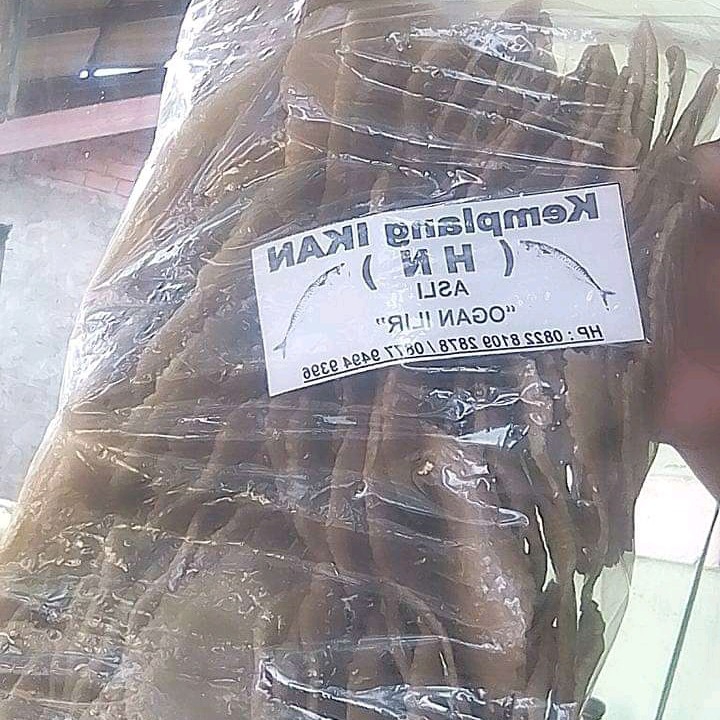 Kemplang IKAN
( H N )
ASLI
"OGAN ILIR"
HP : 0822 8109 2878 / 0877 9494 9396